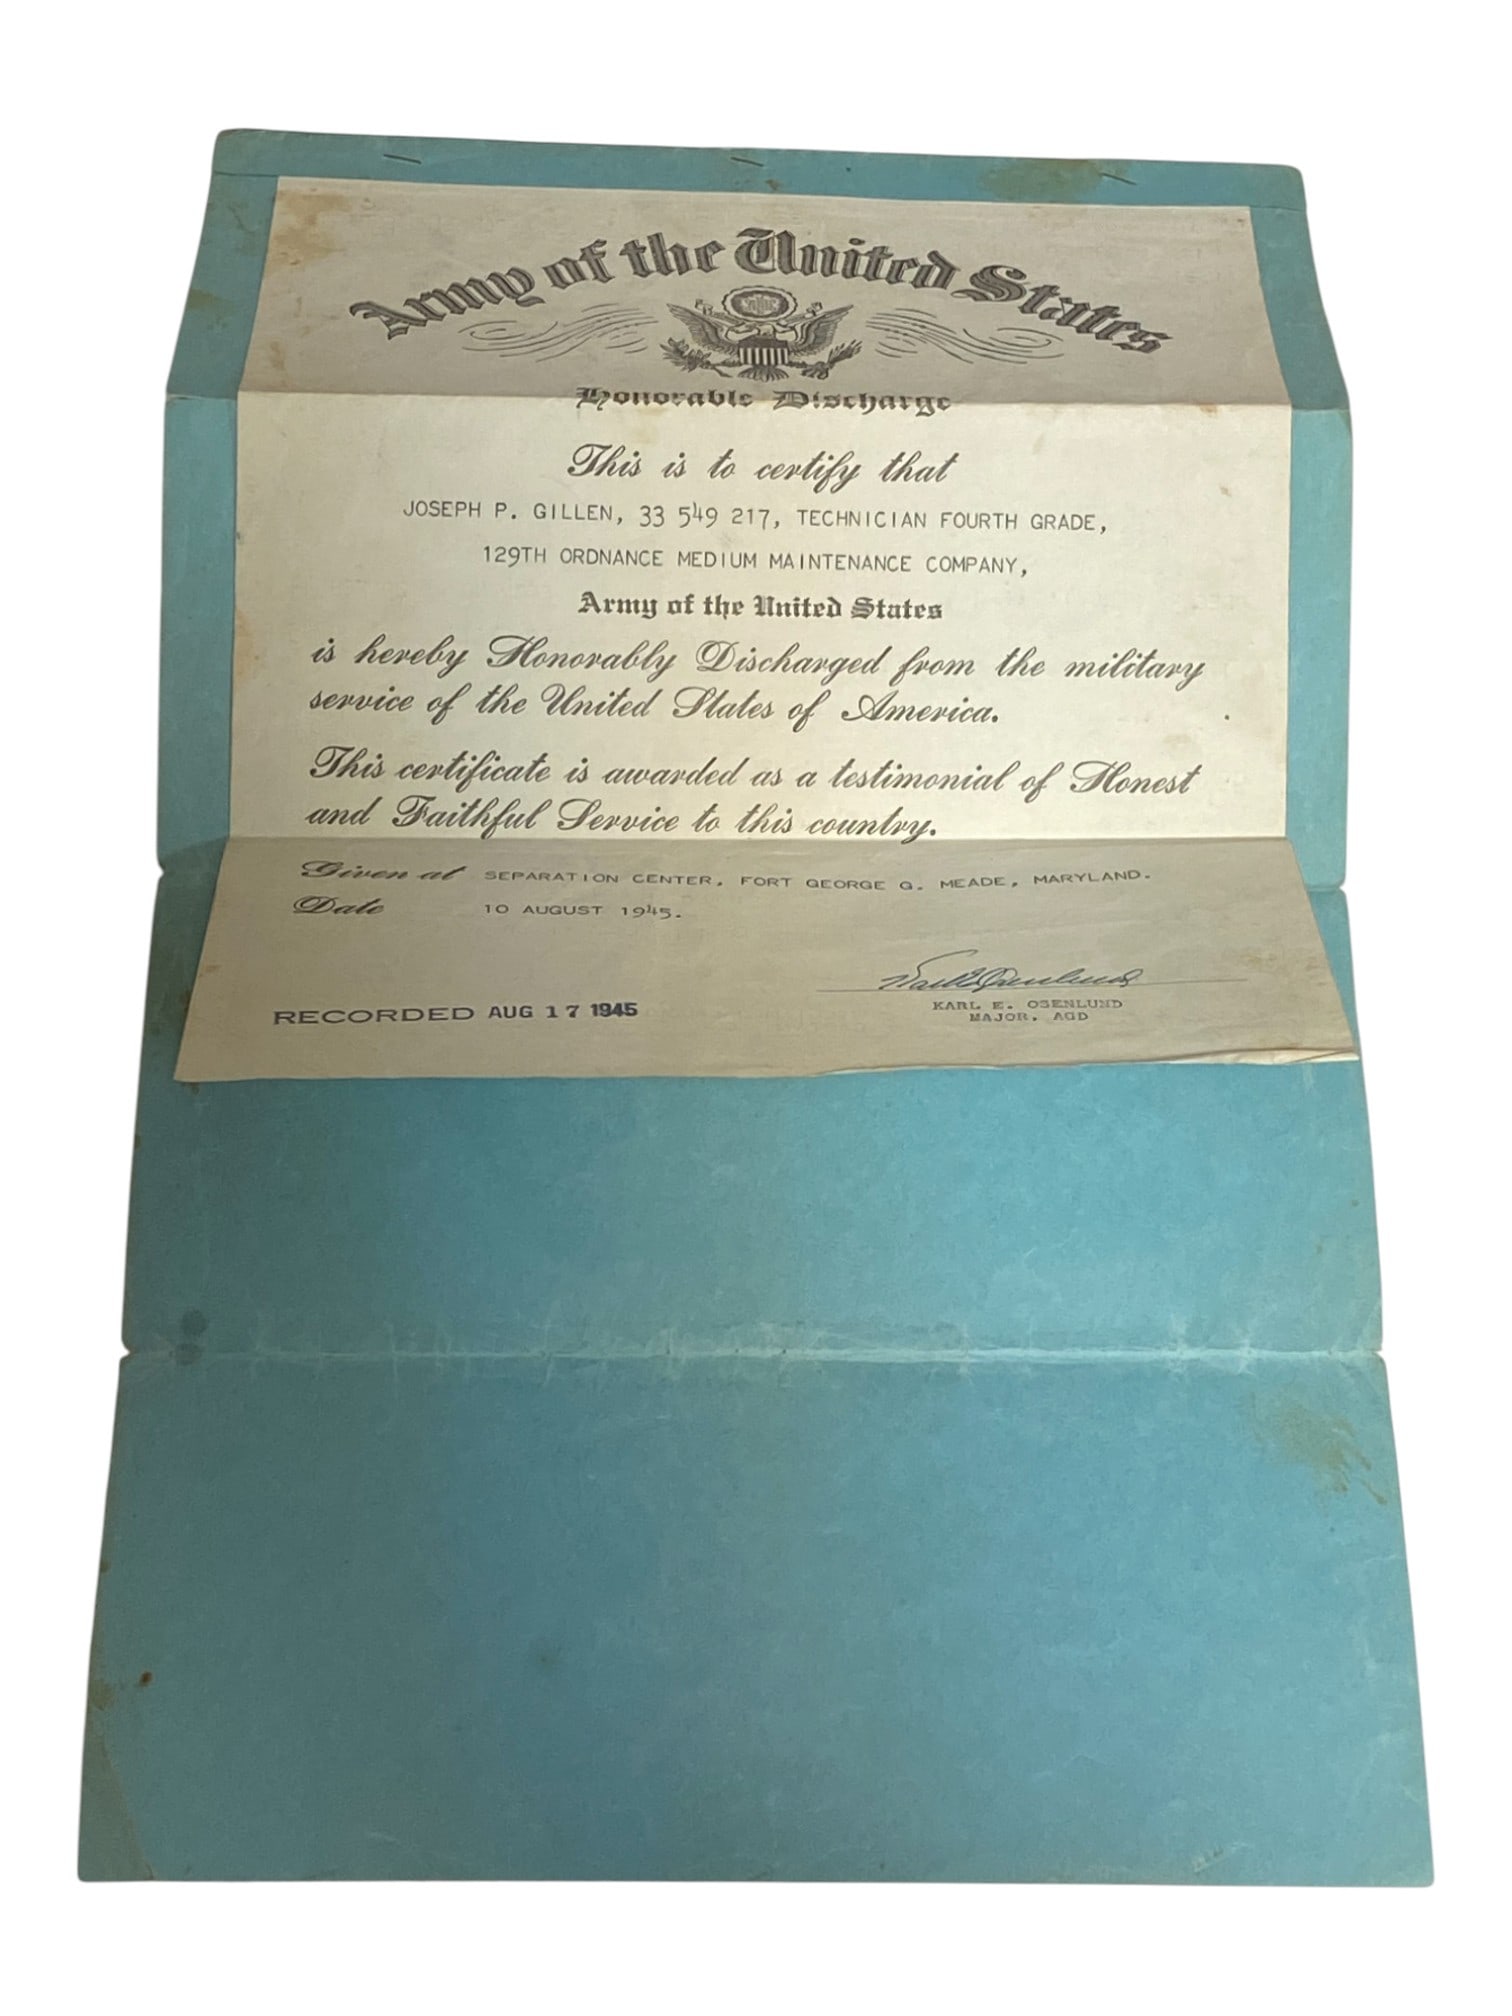 Army of the United States
Honorable Discharge
This is to certify that
JOSEPH P. GILLEN, 33 549 217, TECHNICIAN FOURTH GRADE,
129TH ORDNANCE MEDIUM MAINTENANCE COMPANY,
Army of the United States
is hereby Honorably Discharged from the military
service of the United States of America.
This certificate is awarded as a testimonial of Honest
and Faithful Service to this country.
Given at SEPARATION CENTER, FORT GEORGE G. MEADE, MARYLAND.
Date 10 AUGUST 1945.
Karl E Osenlund
KARL E. OSENLUND
MAJOR, AGD
RECORDED AUG 17 1945